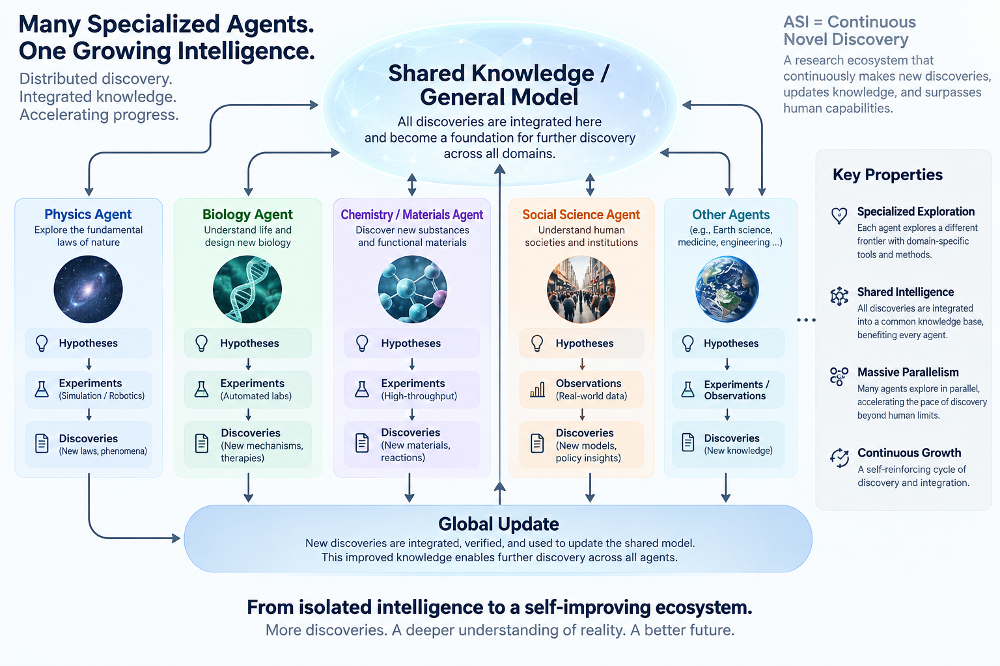 Many Specialized Agents.
One Growing Intelligence.
Distributed discovery.
Integrated knowledge.
Accelerating progress.
Shared Knowledge /
General Model
All discoveries are integrated here
and become a foundation for further discovery
across all domains.
ASI = Continuous
Novel Discovery
A research ecosystem that
continuously makes new discoveries,
updates knowledge, and surpasses
human capabilities.
Physics Agent
Explore the fundamental
laws of nature
Hypotheses
Experiments
(Simulation / Robotics)
Discoveries
(New laws, phenomena)
Biology Agent
Understand life and
design new biology
Hypotheses
Experiments
(Automated labs)
Discoveries
(New mechanisms,
therapies)
Chemistry / Materials Agent
Discover new substances
and functional materials
Hypotheses
Experiments
(High-throughput)
Discoveries
(New materials,
reactions)
Social Science Agent
Understand human
societies and institutions
Hypotheses
Observations
(Real-world data)
Discoveries
(New models,
policy insights)
Other Agents
(e.g., Earth science,
medicine, engineering ...)
Hypotheses
Experiments /
Observations
Discoveries
(New knowledge)
Key Properties
Specialized Exploration
Each agent explores a different
frontier with domain-specific
tools and methods.
Shared Intelligence
All discoveries are integrated
into a common knowledge base,
benefiting every agent.
Massive Parallelism
Many agents explore in parallel,
accelerating the pace of discovery
beyond human limits.
Continuous Growth
A self-reinforcing cycle of
discovery and integration.
Global Update
New discoveries are integrated, verified, and used to update the shared model.
This improved knowledge enables further discovery across all agents.
From isolated intelligence to a self-improving ecosystem.
More discoveries. A deeper understanding of reality. A better future.